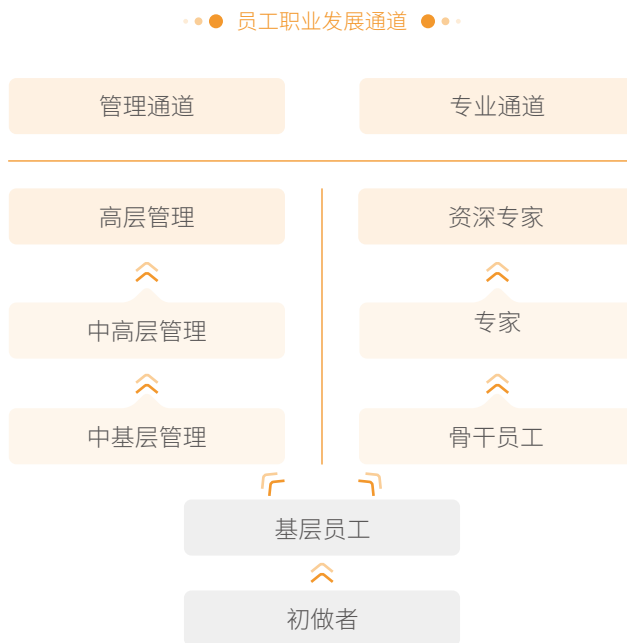 员工职业发展通道
管理通道
专业通道
高层管理
资深专家
中高层管理
专家
中基层管理
骨干员工
基层员工
初做者